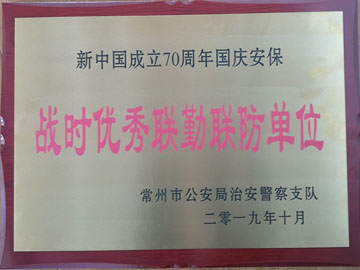 新中国成立70周年国庆安保
战时优秀联勤联防单位
常州市公安局治安警察支队
二零一九年十月